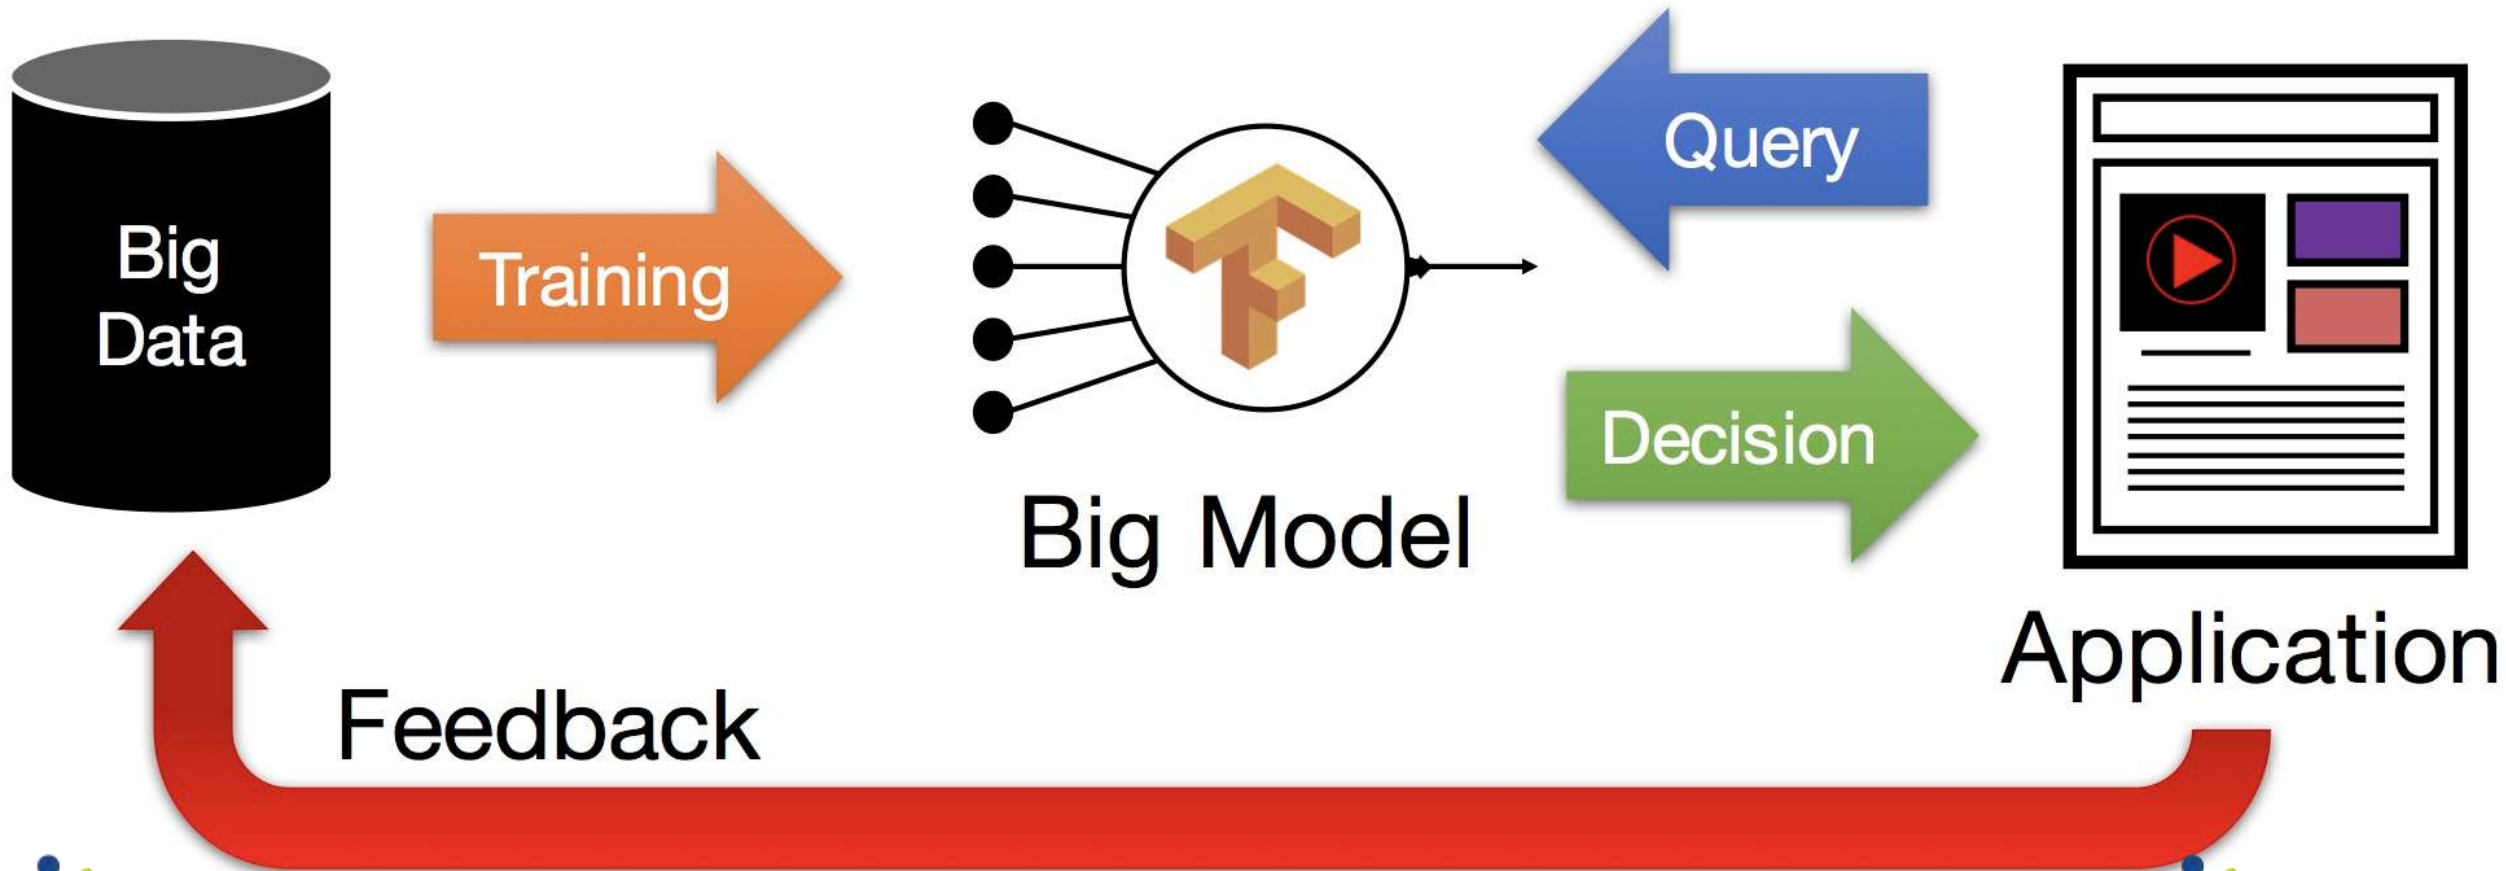 Big
Data
Training
Query
Decision
Big Model
Application
Feedback